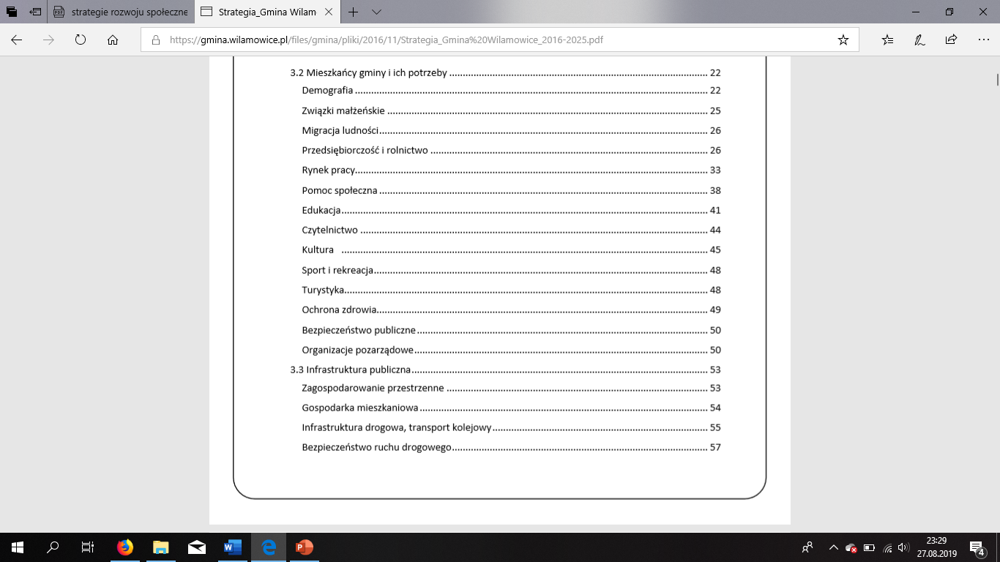 strategie rozwoju społeczne
Strategia_Gmina Wilam
https://gmina.wilamowice.pl/files/gmina/pliki/2016/11/Strategia_Gmina%20Wilamowice_2016-2025.pdf
3.2 Mieszkańcy gminy i ich potrzeby ........ 22
Demografia ........ 22
Związki małżeńskie ........ 25
Migracja ludności ........ 26
Przedsiębiorczość i rolnictwo ........ 26
Rynek pracy ........ 33
Pomoc społeczna ........ 38
Edukacja ........ 41
Czytelnictwo ........ 44
Kultura ........ 45
Sport i rekreacja ........ 48
Turystyka ........ 48
Ochrona zdrowia ........ 49
Bezpieczeństwo publiczne ........ 50
Organizacje pozarządowe ........ 50
3.3 Infrastruktura publiczna ........ 53
Zagospodarowanie przestrzenne ........ 53
Gospodarka mieszkaniowa ........ 54
Infrastruktura drogowa, transport kolejowy ........ 55
Bezpieczeństwo ruchu drogowego ........ 57
23:29
27.08.2019
4